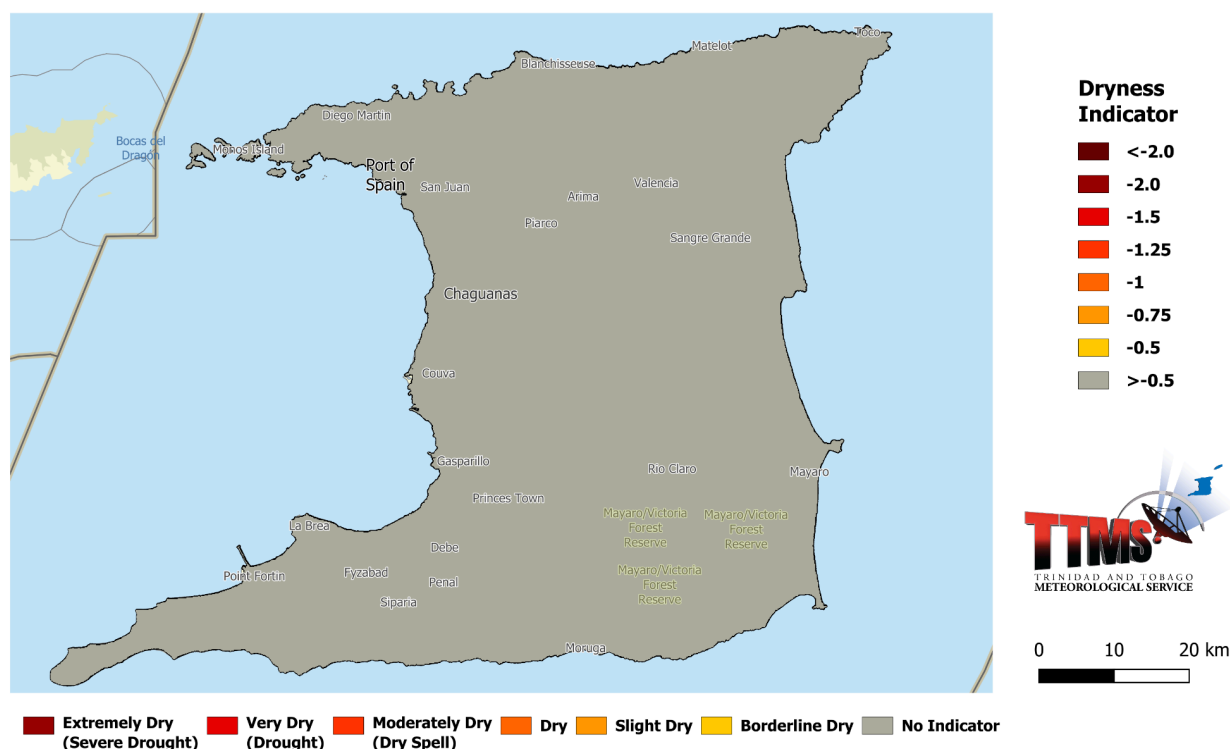 Toco
Matelot
Blanchisseuse
Diego Martin
Bocas del
Dragón
Monos Island
Port of
Spain
San Juan
Valencia
Arima
Piarco
Sangre Grande
Chaguanas
Couva
Gasparillo
Rio Claro
Mayaro
Princes Town
Mayaro/Victoria
Forest
Reserve
Mayaro/Victoria
Forest
Reserve
La Brea
Debe
Point Fortin
Fyzabad
Penal
Mayaro/Victoria
Forest
Reserve
Siparia
Moruga
Dryness
Indicator
<-2.0
-2.0
-1.5
-1.25
-1
-0.75
-0.5
>-0.5
TTMS
TRINIDAD AND TOBAGO
METEOROLOGICAL SERVICE
0 10 20 km
Extremely Dry
(Severe Drought)
Very Dry
(Drought)
Moderately Dry
(Dry Spell)
Dry
Slight Dry
Borderline Dry
No Indicator